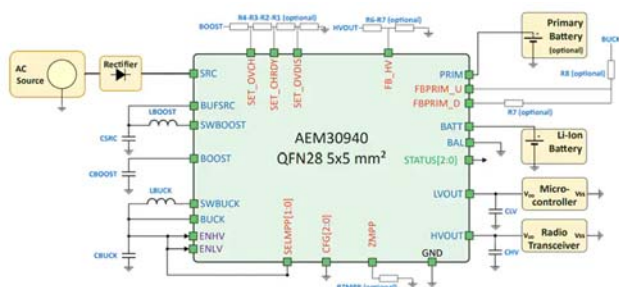 BOOST
R4-R3-R2-R1 (optional)
HVOUT
R6-R7 (optional)
Primary
Battery
(optional)
BUCK
AC
Source
Rectifier
SRC
SET_OVCH
SET_CHRDY
SET_OVDIS
FB_HV
PRIM
FBPRIM_U
FBPRIM_D
R8 (optional)
R7 (optional)
BUFSRC
LBOOST
SWBOOST
CSRC
AEM30940
QFN28 5x5 mm²
BATT
BAL
STATUS[2:0]
Li-Ion
Battery
BOOST
CBOOST
LBUCK
SWBUCK
BUCK
ENHV
ENLV
CBUCK
SELMPP[1:0]
CFG[2:0]
ZMPP
GND
LVOUT
HVOUT
CLV
CHV
Micro-
controller
Radio
Transceiver